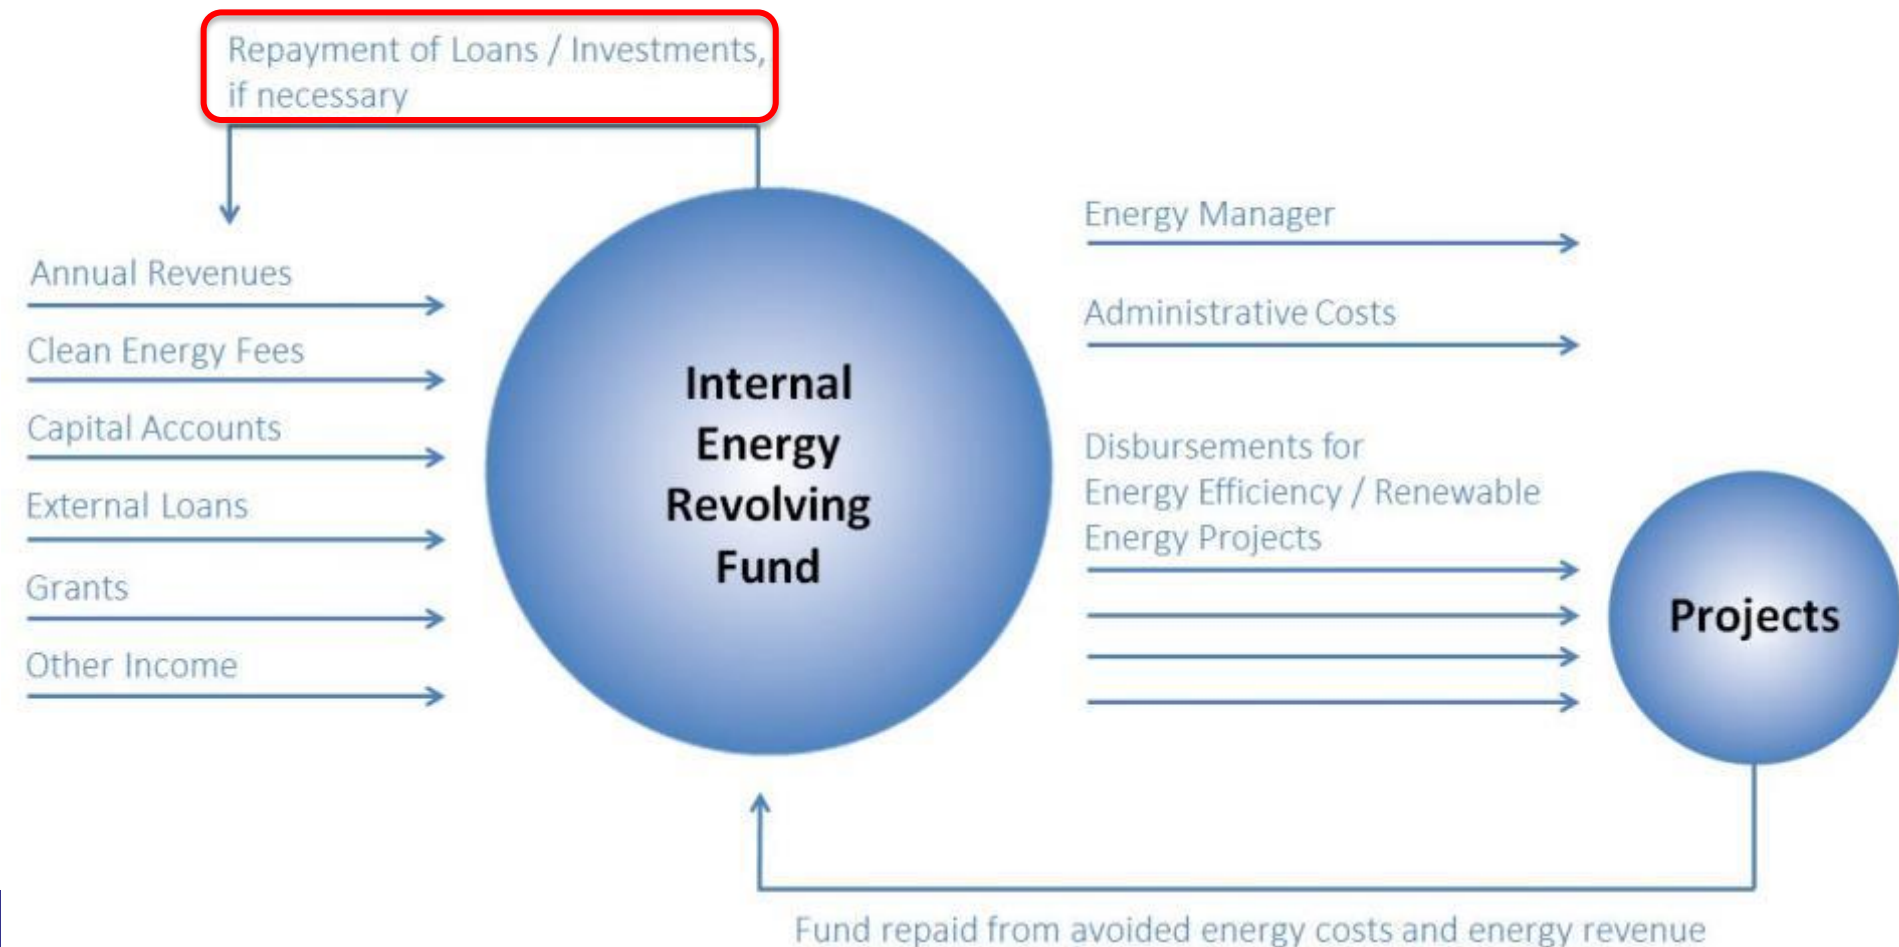 Repayment of Loans / Investments,
if necessary
Annual Revenues
Clean Energy Fees
Capital Accounts
External Loans
Grants
Other Income
Internal
Energy
Revolving
Fund
Energy Manager
Administrative Costs
Disbursements for
Energy Efficiency / Renewable
Energy Projects
Projects
Fund repaid from avoided energy costs and energy revenue